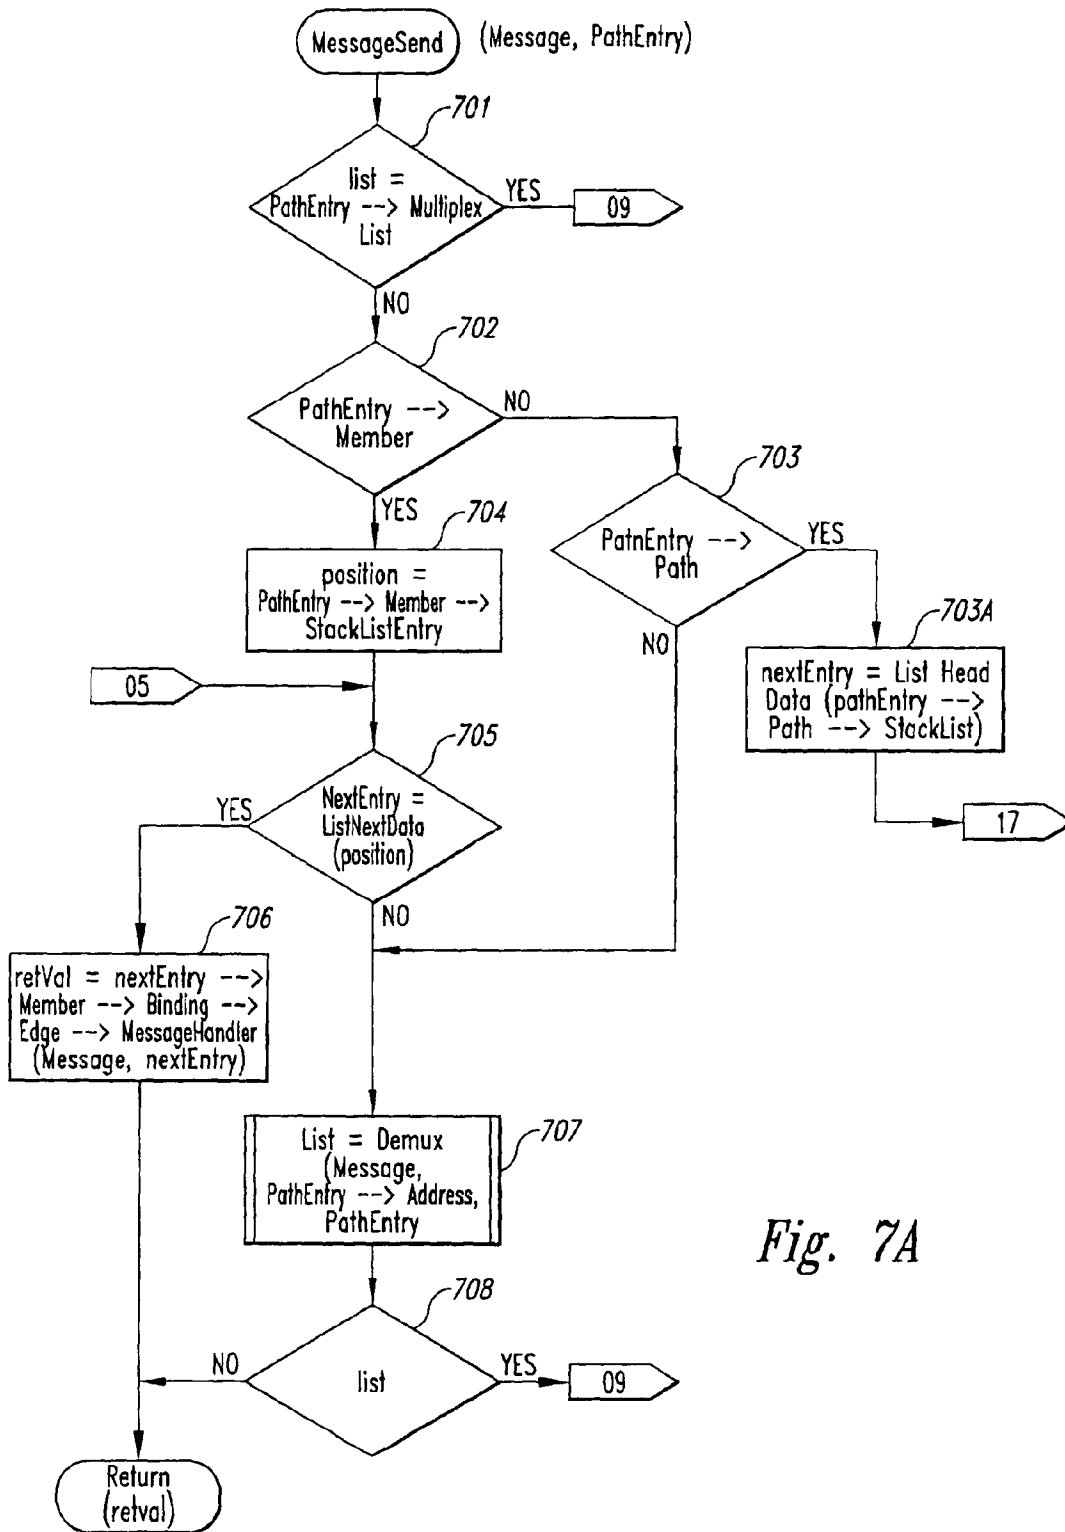 MessageSend (Message, PathEntry)
701
list =
PathEntry --> Multiplex
List
YES
09
NO
702
PathEntry -->
Member
NO
703
PatnEntry -->
Path
YES
NO
YES
704
position =
PathEntry --> Member -->
StackListEntry
703A
nextEntry = List Head
Data (pathEntry -->
Path --> StackList)
05
17
705
NextEntry =
ListNextData
(position)
YES
NO
706
retVal = nextEntry -->
Member --> Binding -->
Edge --> MessageHandler
(Message, nextEntry)
707
List = Demux
(Message,
PathEntry --> Address,
PathEntry
Fig. 7A
708
list
NO
YES
09
Return
(retval)